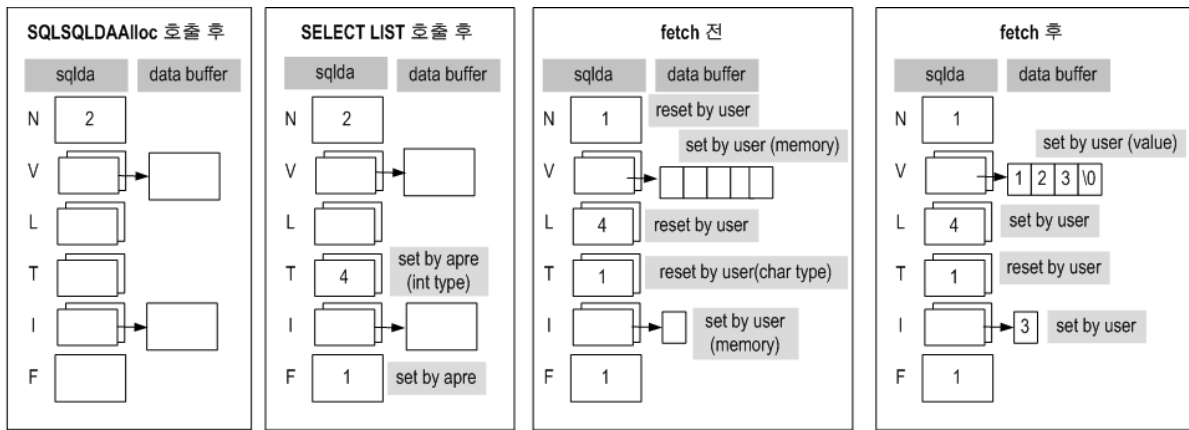 SQLSQLDAAlloc 호출 후
sqlda data buffer
N 2
V
L
T
I
F
SELECT LIST 호출 후
sqlda data buffer
N 2
V
L
T 4 set by apre
(int type)
I
F 1 set by apre
fetch 전
sqlda data buffer
N 1 reset by user
set by user (memory)
V
L 4 reset by user
T 1 reset by user(char type)
I set by user
(memory)
F 1
fetch 후
sqlda data buffer
N 1
set by user (value)
V 1 2 3 \0
L 4 set by user
T 1 reset by user
I 3 set by user
F 1